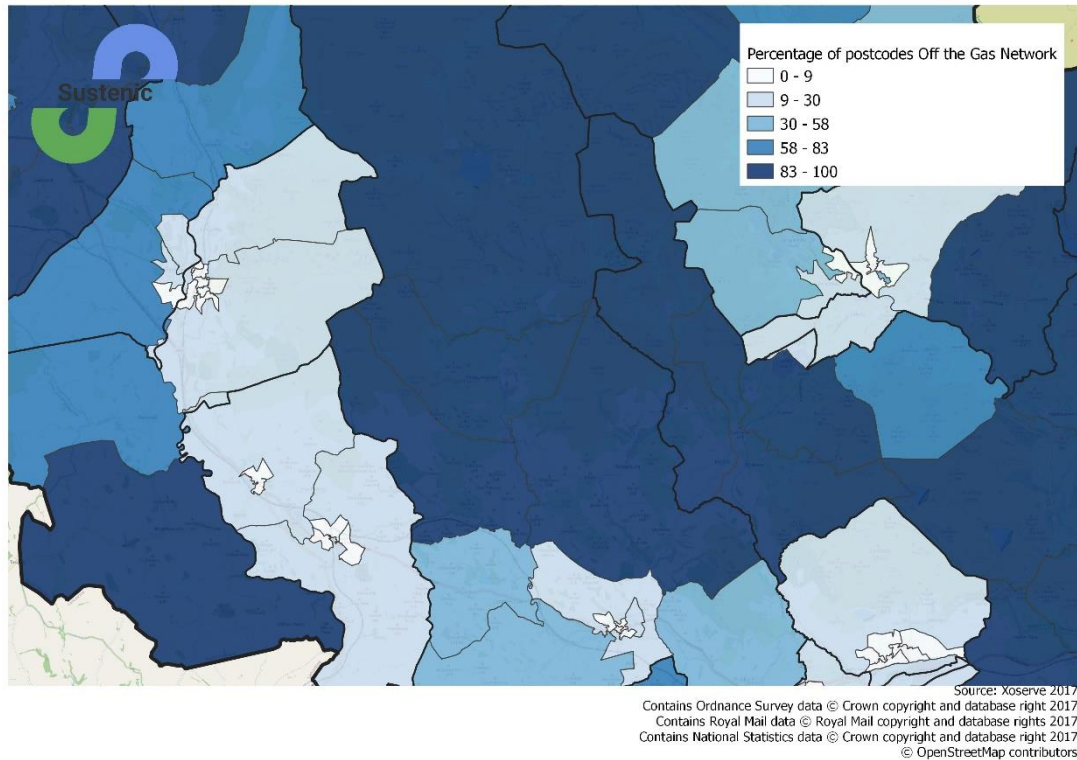 Sustenic
Percentage of postcodes Off the Gas Network
0 - 9
9 - 30
30 - 58
58 - 83
83 - 100
Source: Xoserve 2017
Contains Ordnance Survey data © Crown copyright and database right 2017
Contains Royal Mail data © Royal Mail copyright and database rights 2017
Contains National Statistics data © Crown copyright and database right 2017
© OpenStreetMap contributors